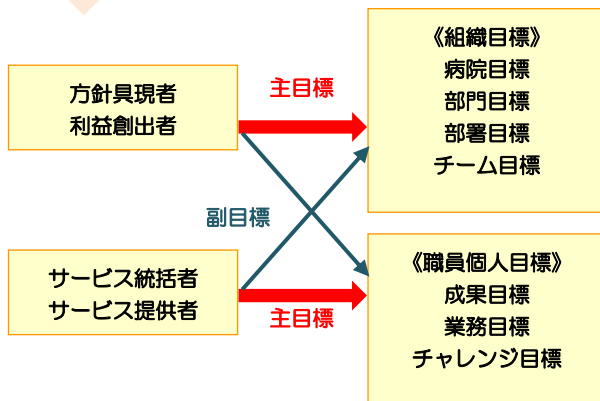 方針具現者
利益創出者
主目標
《組織目標》
病院目標
部門目標
部署目標
チーム目標
副目標
サービス統括者
サービス提供者
主目標
《職員個人目標》
成果目標
業務目標
チャレンジ目標